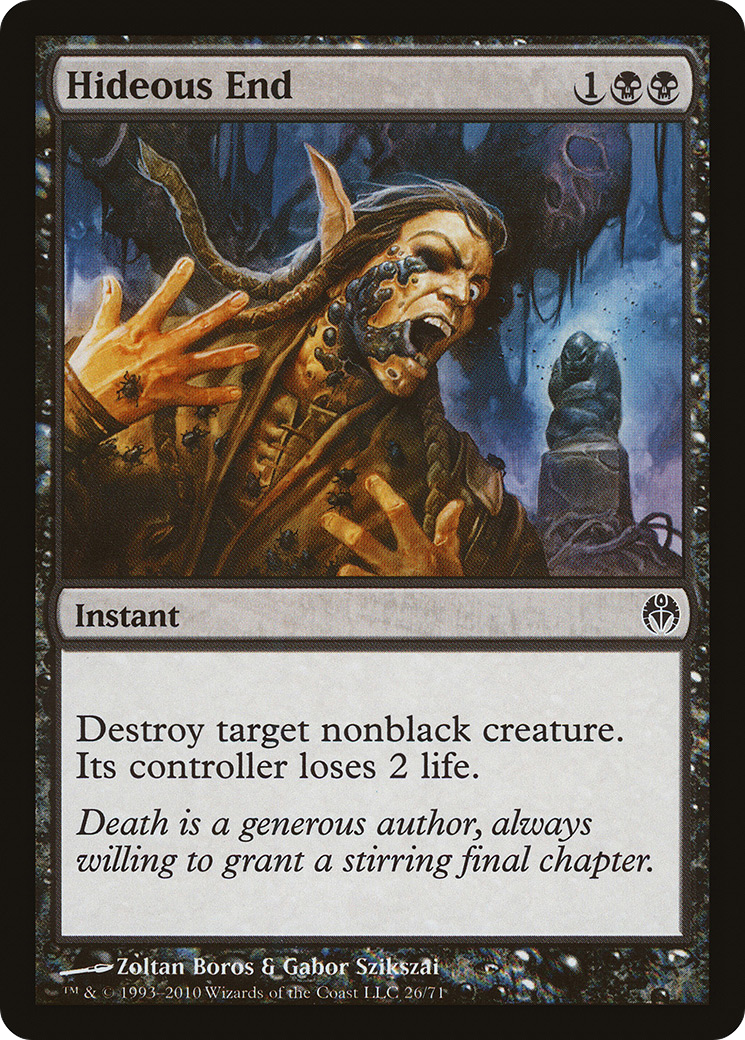 Hideous End 1
Instant
Destroy target nonblack creature.
Its controller loses 2 life.
Death is a generous author, always
willing to grant a stirring final chapter.
Zoltan Boros & Gabor Szikszai
™ & © 1993–2010 Wizards of the Coast LLC 26/71